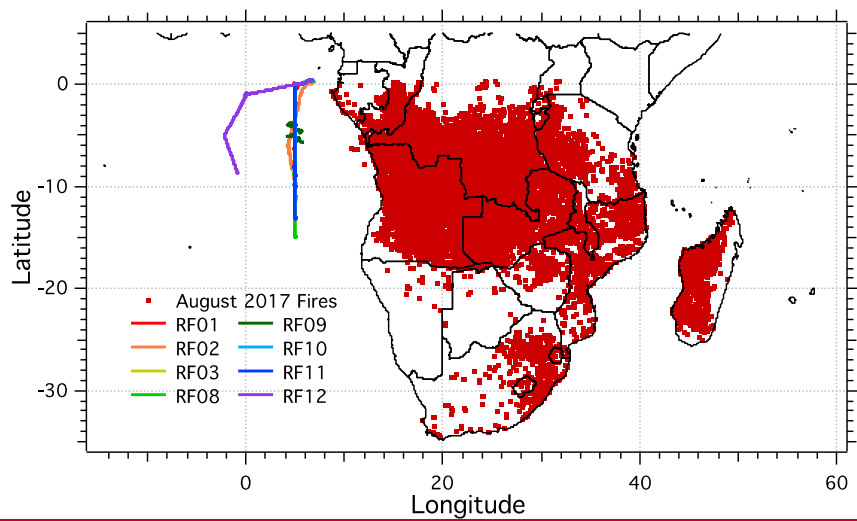 0
-10
-20
-30
Latitude
August 2017 Fires
RF01 RF09
RF02 RF10
RF03 RF11
RF08 RF12
0 20 40 60
Longitude